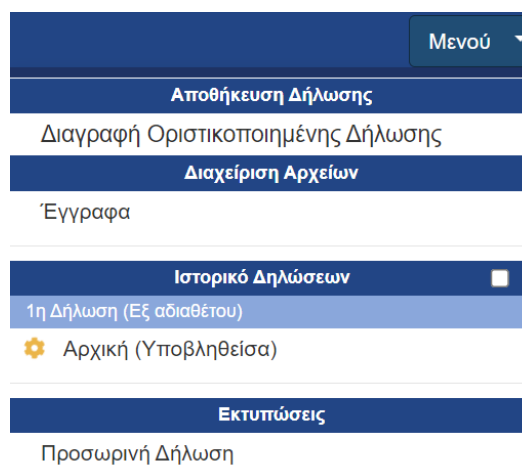 Μενού
Αποθήκευση Δήλωσης
Διαγραφή Οριστικοποιημένης Δήλωσης
Διαχείριση Αρχείων
Έγγραφα
Ιστορικό Δηλώσεων
1η Δήλωση (Εξ αδιαθέτου)
Αρχική (Υποβληθείσα)
Εκτυπώσεις
Προσωρινή Δήλωση